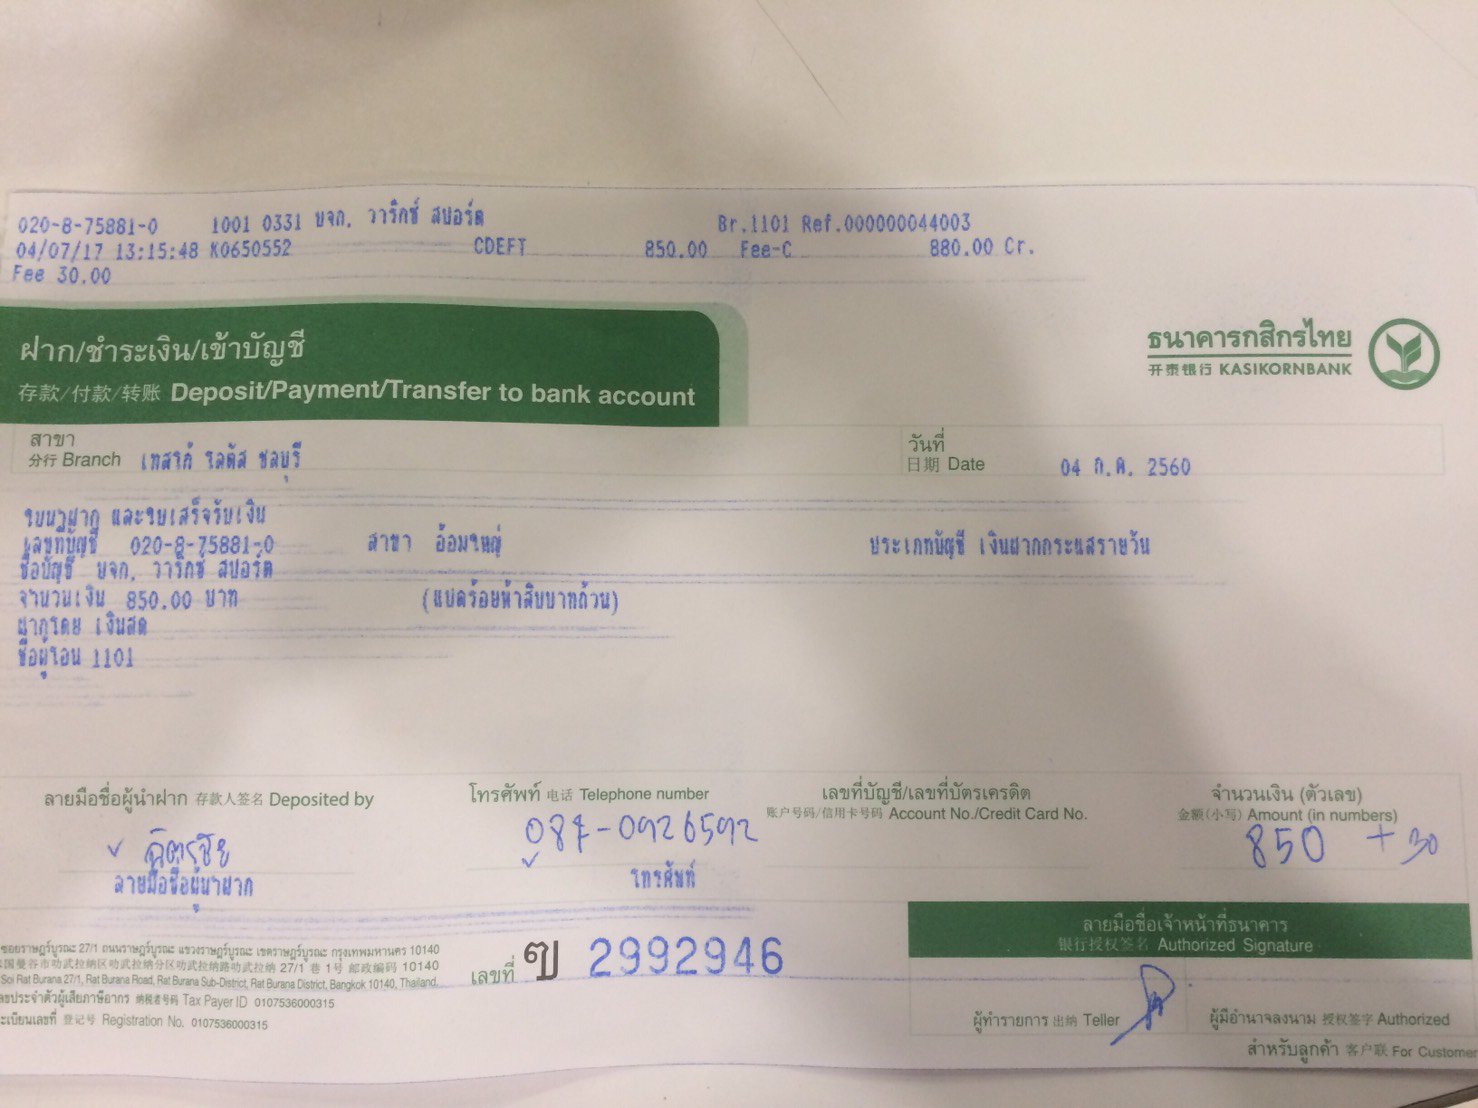 020-8-75881-0 1001 0331 บจก. วาริกซ์ สปอร์ต Br.1101 Ref.000000044003
04/07/17 13:15:48 K0650552 CDEFT 850.00 Fee-C 880.00 Cr.
Fee 30.00
ฝาก/ชำระเงิน/เข้าบัญชี
存款/付款/转账 Deposit/Payment/Transfer to bank account
ธนาคารกสิกรไทย
开泰银行 KASIKORNBANK
สาขา
分行 Branch เทสโก้ โลตัส ชลบุรี
วันที่
日期 Date 04 ก.ค. 2560
ใบนำฝาก และใบเสร็จรับเงิน
เลขที่บัญชี 020-8-75881-0 สาขา อ้อมใหญ่ ประเภทบัญชี เงินฝากกระแสรายวัน
ชื่อบัญชี บจก. วาริกซ์ สปอร์ต
จำนวนเงิน 850.00 บาท (แปดร้อยห้าสิบบาทถ้วน)
ฝากโดย เงินสด
ชื่อผู้โอน 1101
ลายมือชื่อผู้นำฝาก 存款人签名 Deposited by
โทรศัพท์ 电话 Telephone number
เลขที่บัญชี/เลขที่บัตรเครดิต
账户号码/信用卡号码 Account No./Credit Card No.
จำนวนเงิน (ตัวเลข)
金额(小写) Amount (in numbers)
ฉัตรชัย
087-0926592
850 + 30
ลายมือชื่อผู้นำฝาก
โทรศัพท์
ซอยราษฎร์บูรณะ 27/1 ถนนราษฎร์บูรณะ แขวงราษฎร์บูรณะ เขตราษฎร์บูรณะ กรุงเทพมหานคร 10140
国曼谷市叻武拉纳区叻武拉纳分区叻武拉纳路叻武拉纳 27/1 巷 1号 邮政编码 10140
Soi Rat Burana 27/1, Rat Burana Road, Rat Burana Sub-District, Rat Burana District, Bangkok 10140, Thailand.
ลขประจำตัวผู้เสียภาษีอากร 纳税者号码 Tax Payer ID 0107536000315
ะเบียนเลขที่ 登记号 Registration No. 0107536000315
เลขที่ ฃ 2992946
ลายมือชื่อเจ้าหน้าที่ธนาคาร
银行授权签名 Authorized Signature
ผู้ทำรายการ 出纳 Teller
ผู้มีอำนาจลงนาม 授权签字 Authorized
สำหรับลูกค้า 客户联 For Customer